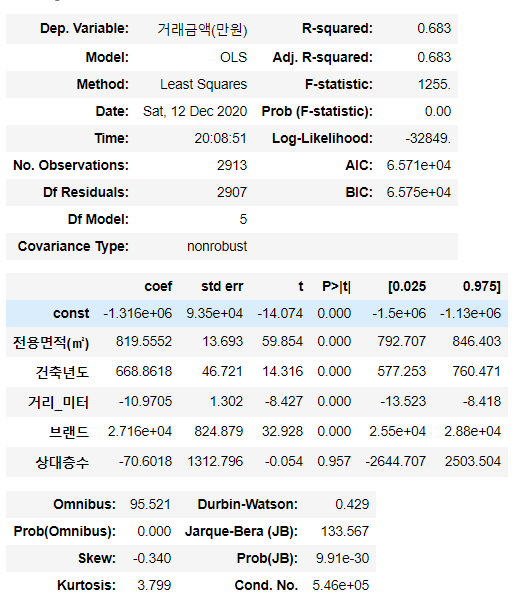 Dep. Variable: 거래금액(만원) R-squared: 0.683
Model: OLS Adj. R-squared: 0.683
Method: Least Squares F-statistic: 1255.
Date: Sat, 12 Dec 2020 Prob (F-statistic): 0.00
Time: 20:08:51 Log-Likelihood: -32849.
No. Observations: 2913 AIC: 6.571e+04
Df Residuals: 2907 BIC: 6.575e+04
Df Model: 5
Covariance Type: nonrobust
coef std err t P>|t| [0.025 0.975]
const -1.316e+06 9.35e+04 -14.074 0.000 -1.5e+06 -1.13e+06
전용면적(㎡) 819.5552 13.693 59.854 0.000 792.707 846.403
건축년도 668.8618 46.721 14.316 0.000 577.253 760.471
거리_미터 -10.9705 1.302 -8.427 0.000 -13.523 -8.418
브랜드 2.716e+04 824.879 32.928 0.000 2.55e+04 2.88e+04
상대층수 -70.6018 1312.796 -0.054 0.957 -2644.707 2503.504
Omnibus: 95.521 Durbin-Watson: 0.429
Prob(Omnibus): 0.000 Jarque-Bera (JB): 133.567
Skew: -0.340 Prob(JB): 9.91e-30
Kurtosis: 3.799 Cond. No. 5.46e+05